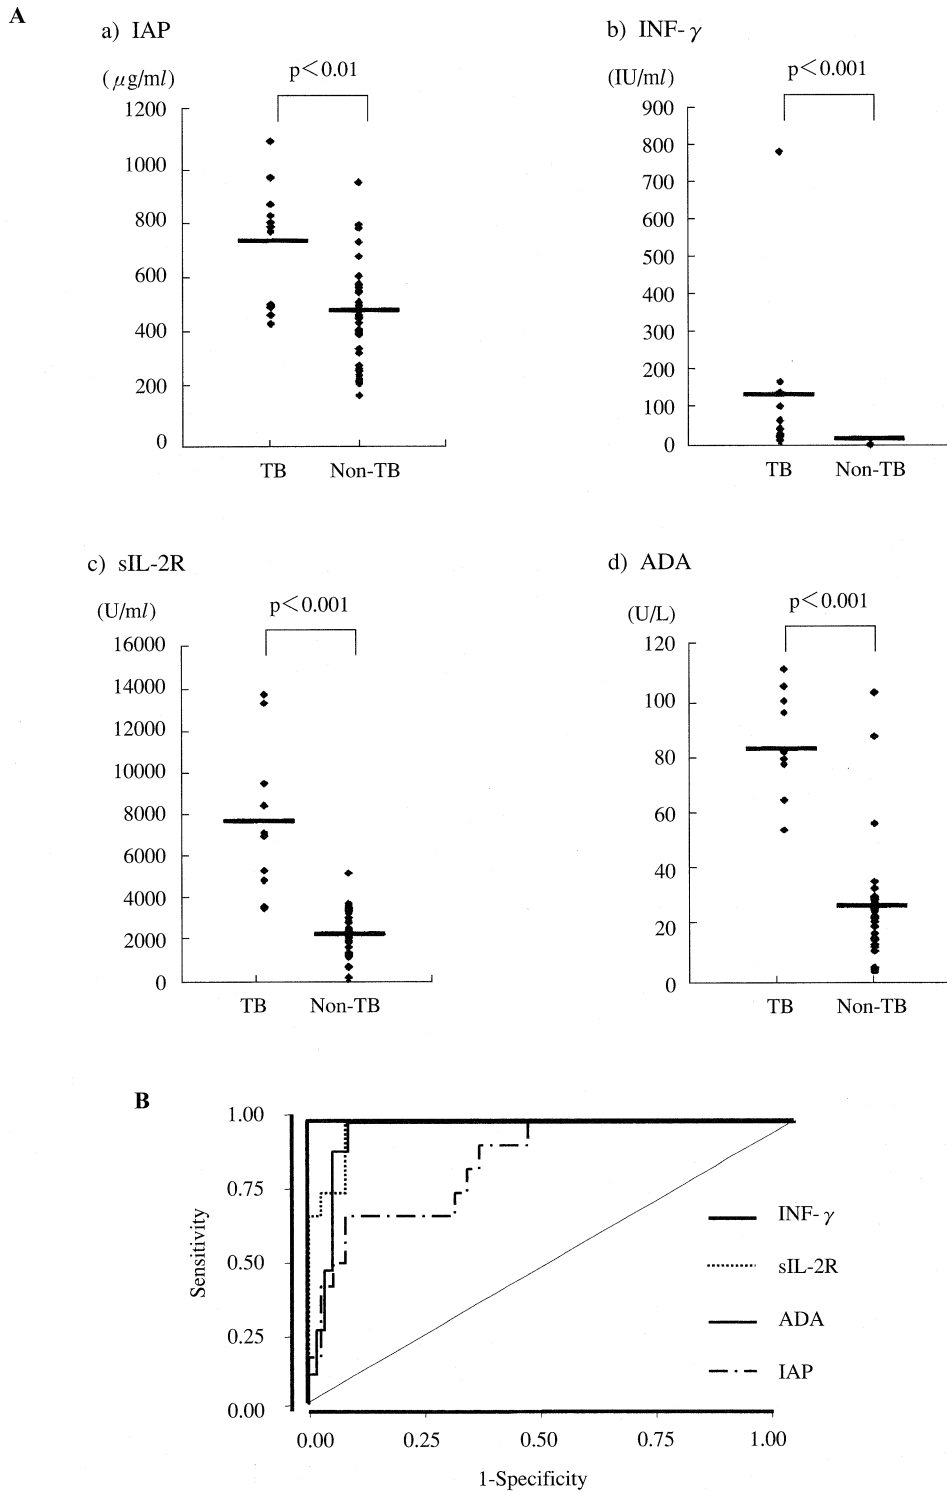 A
a) IAP
(μg/ml)
p<0.01
1200
1000
800
600
400
200
0
TB Non-TB
b) INF-γ
(IU/ml)
p<0.001
900
800
700
600
500
400
300
200
100
0
TB Non-TB
c) sIL-2R
(U/ml)
p<0.001
16000
14000
12000
10000
8000
6000
4000
2000
0
TB Non-TB
d) ADA
(U/L)
p<0.001
120
100
80
60
40
20
0
TB Non-TB
B
1.00
0.75
0.50
0.25
0.00
Sensitivity
0.00 0.25 0.50 0.75 1.00
1-Specificity
INF-γ
sIL-2R
ADA
IAP